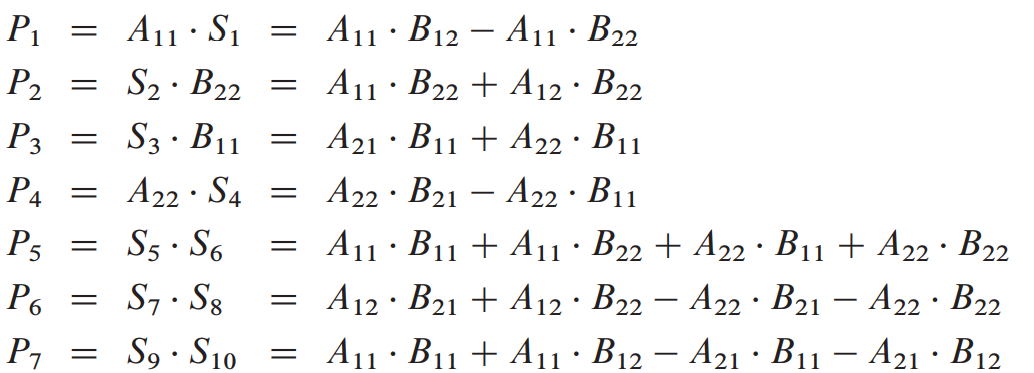 P₁ = A₁₁ · S₁ = A₁₁ · B₁₂ − A₁₁ · B₂₂
P₂ = S₂ · B₂₂ = A₁₁ · B₂₂ + A₁₂ · B₂₂
P₃ = S₃ · B₁₁ = A₂₁ · B₁₁ + A₂₂ · B₁₁
P₄ = A₂₂ · S₄ = A₂₂ · B₂₁ − A₂₂ · B₁₁
P₅ = S₅ · S₆ = A₁₁ · B₁₁ + A₁₁ · B₂₂ + A₂₂ · B₁₁ + A₂₂ · B₂₂
P₆ = S₇ · S₈ = A₁₂ · B₂₁ + A₁₂ · B₂₂ − A₂₂ · B₂₁ − A₂₂ · B₂₂
P₇ = S₉ · S₁₀ = A₁₁ · B₁₁ + A₁₁ · B₁₂ − A₂₁ · B₁₁ − A₂₁ · B₁₂